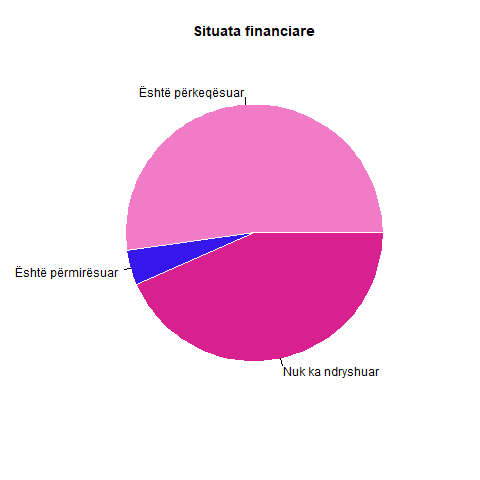 Situata financiare
Është përkeqësuar
Është përmirësuar
Nuk ka ndryshuar